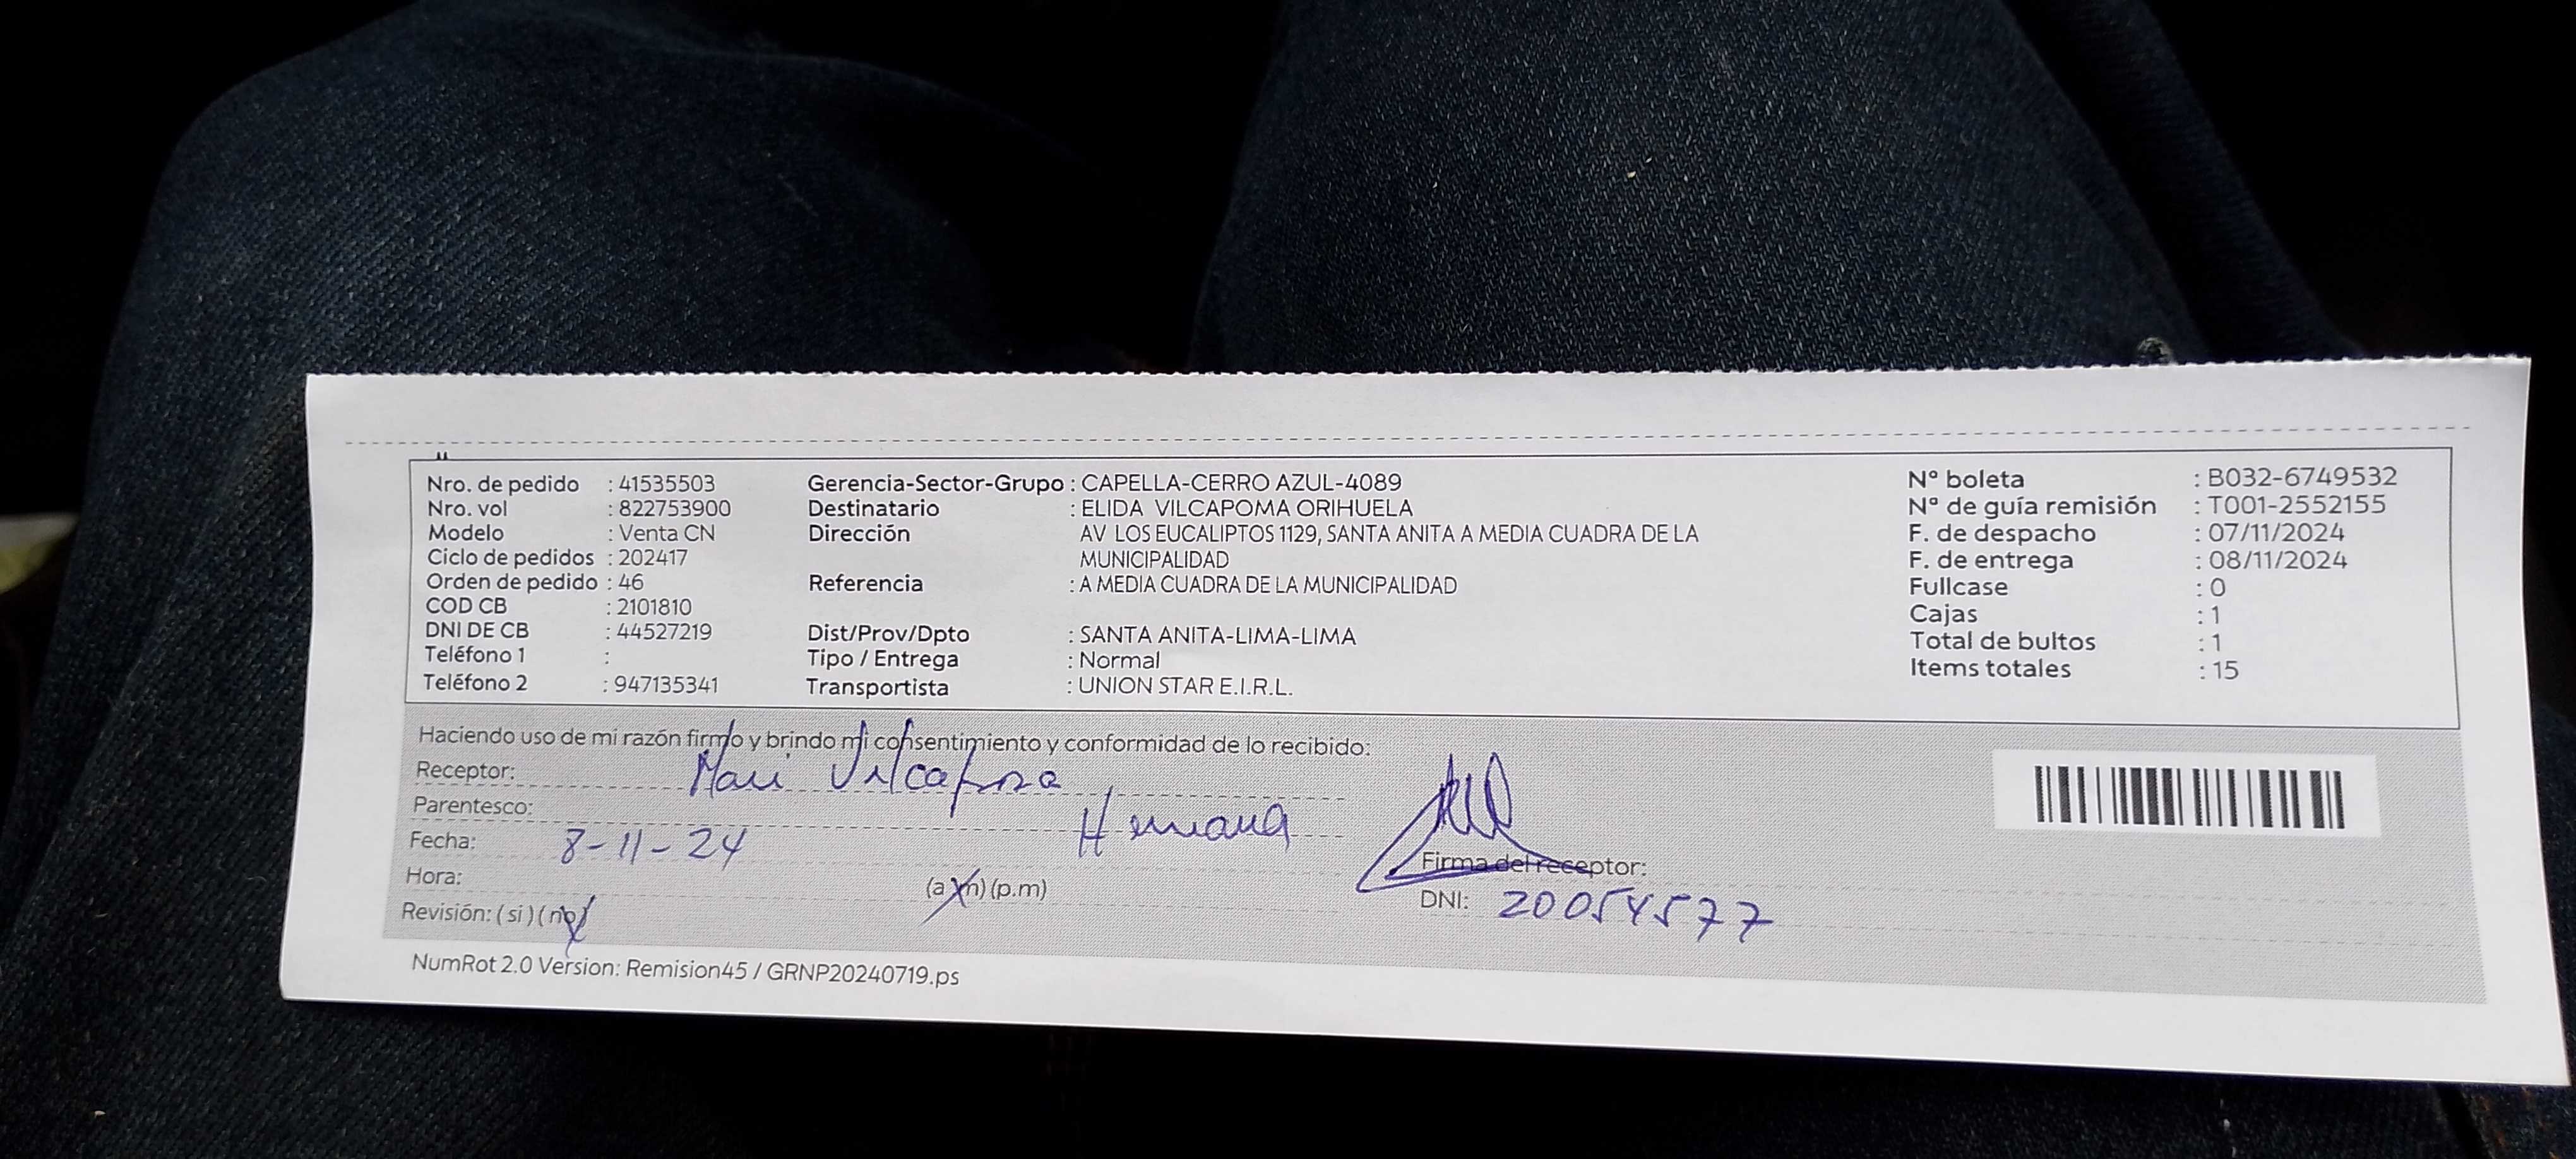 Nro. de pedido : 41535503
Nro. vol : 822753900
Modelo : Venta CN
Ciclo de pedidos : 202417
Orden de pedido : 46
COD CB : 2101810
DNI DE CB : 44527219
Teléfono 1 :
Teléfono 2 : 947135341
Gerencia-Sector-Grupo : CAPELLA-CERRO AZUL-4089
Destinatario : ELIDA VILCAPOMA ORIHUELA
Dirección AV LOS EUCALIPTOS 1129, SANTA ANITA A MEDIA CUADRA DE LA
MUNICIPALIDAD
Referencia : A MEDIA CUADRA DE LA MUNICIPALIDAD
Dist/Prov/Dpto : SANTA ANITA-LIMA-LIMA
Tipo / Entrega : Normal
Transportista : UNION STAR E.I.R.L.
N° boleta : B032-6749532
Nª de guía remisión : T001-2552155
F. de despacho : 07/11/2024
F. de entrega : 08/11/2024
Fullcase : 0
Cajas : 1
Total de bultos : 1
Items totales : 15
Haciendo uso de mi razón firmo y brindo mi consentimiento y conformidad de lo recibido:
Receptor: Mari
Parentesco: Hermana
Fecha: 8-11-24
Hora: (a.m) (p.m)
Revisión: (si) (no)
Firma del receptor:
DNI: 20054577
NumRot 2.0 Version: Remision45 / GRNP20240719.ps